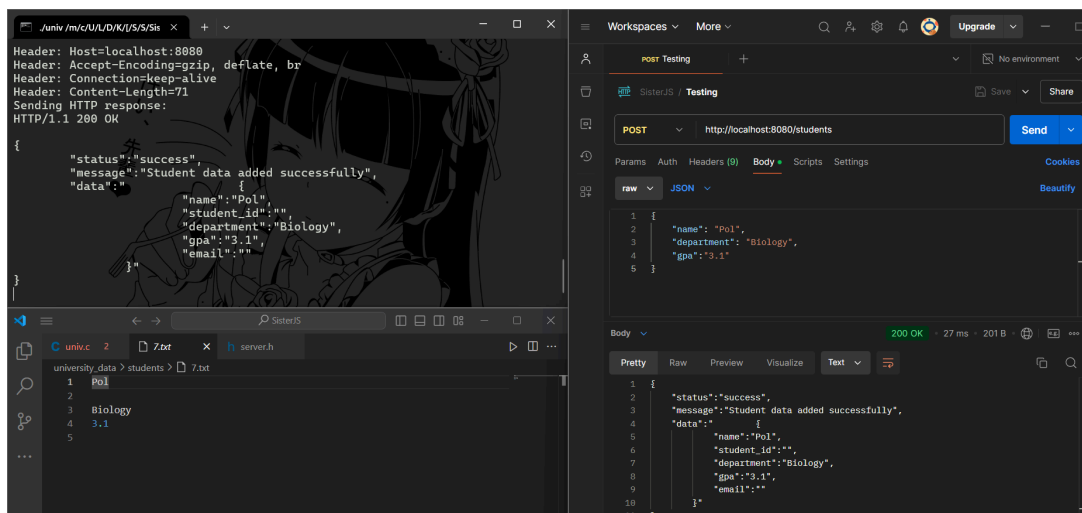 ./univ /m/c/U/L/D/K/[/S/S/Sis
Header: Host=localhost:8080
Header: Accept-Encoding=gzip, deflate, br
Header: Connection=keep-alive
Header: Content-Length=71
Sending HTTP response:
HTTP/1.1 200 OK
{
"status":"success",
"message":"Student data added successfully",
"data":" {
"name":"Pol",
"student_id":"",
"department":"Biology",
"gpa":"3.1",
"email":""
}"
}
SisterJS
univ.c 2 7.txt h server.h
university_data > students > 7.txt
1 Pol
2
3 Biology
4 3.1
5
Workspaces More Upgrade
POST Testing No environment
HTTP SisterJS / Testing Save Share
POST http://localhost:8080/students Send
Params Auth Headers (9) Body Scripts Settings Cookies
raw JSON Beautify
1 {
2 "name": "Pol",
3 "department": "Biology",
4 "gpa":"3.1"
5 }
Body 200 OK 27 ms 201 B e.g.
Pretty Raw Preview Visualize Text
1 {
2 "status":"success",
3 "message":"Student data added successfully",
4 "data":" {
5 "name":"Pol",
6 "student_id":"",
7 "department":"Biology",
8 "gpa":"3.1",
9 "email":""
10 }"